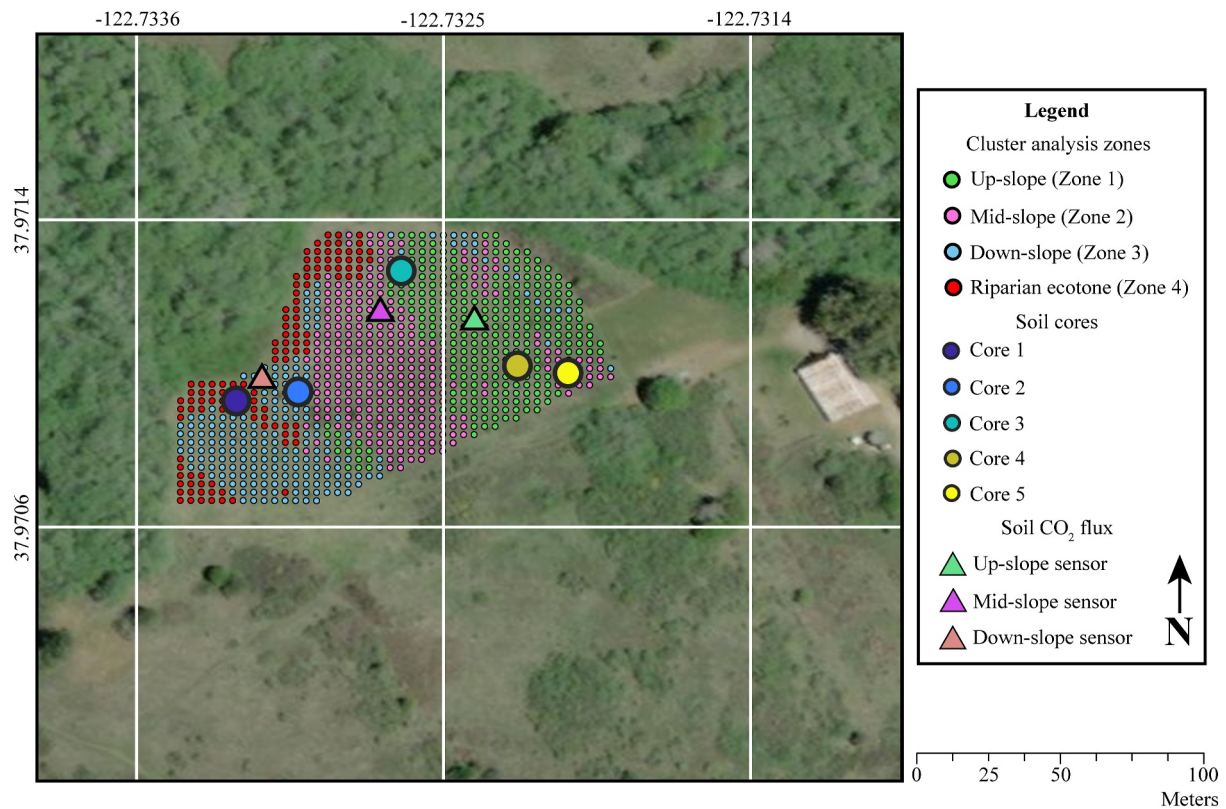 -122.7336 -122.7325 -122.7314
37.9714
37.9706
Legend
Cluster analysis zones
Up-slope (Zone 1)
Mid-slope (Zone 2)
Down-slope (Zone 3)
Riparian ecotone (Zone 4)
Soil cores
Core 1
Core 2
Core 3
Core 4
Core 5
Soil CO₂ flux
Up-slope sensor
Mid-slope sensor
Down-slope sensor
N
0 25 50 100
Meters